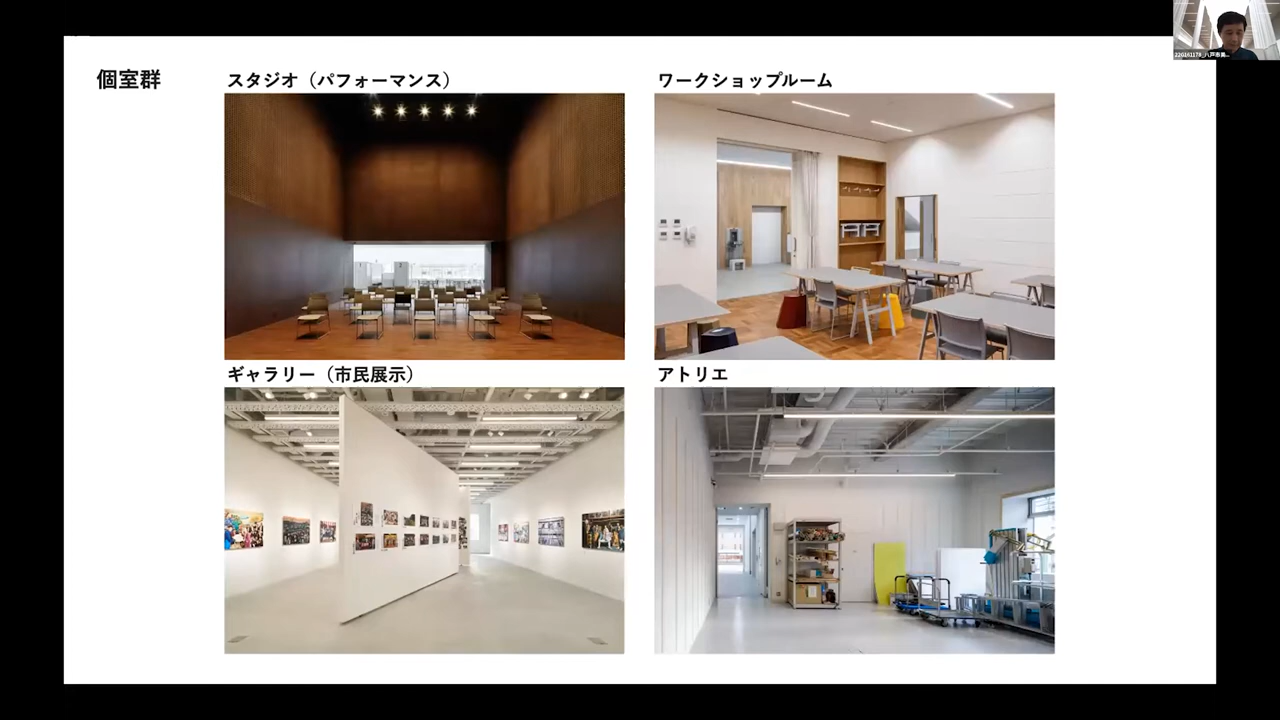 個室群
スタジオ（パフォーマンス）
ワークショップルーム
ギャラリー（市民展示）
アトリエ